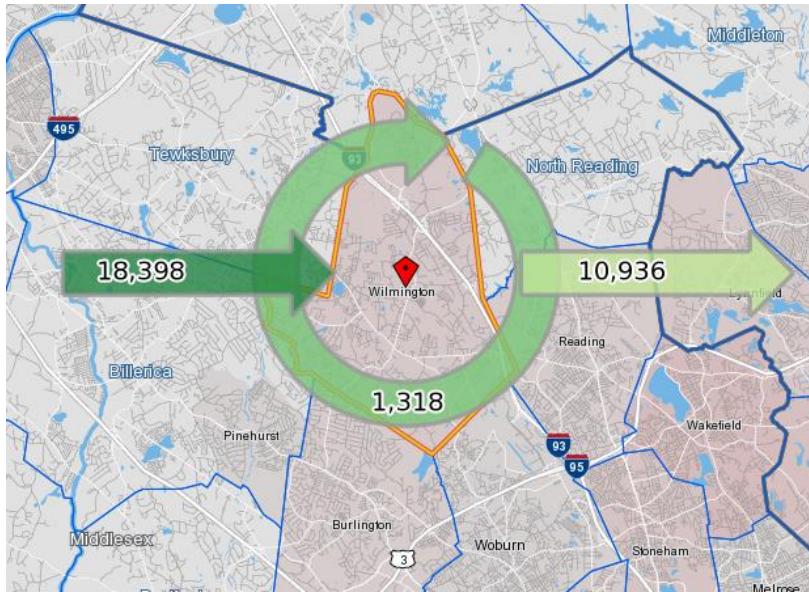 Middleton
495
Tewksbury
93
North Reading
18,398
10,936
Wilmington
Lynnfield
Reading
Billerica
1,318
Wakefield
Pinehurst
93
95
Burlington
Middlesex
Woburn
Stoneham
3
Melrose